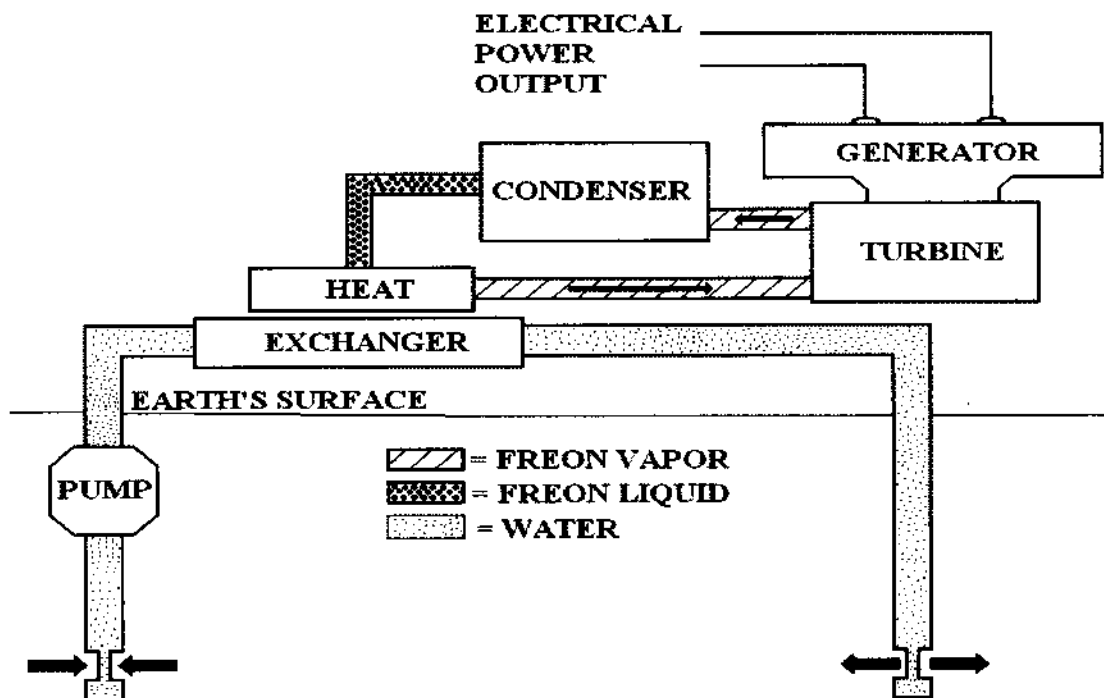 ELECTRICAL
POWER
OUTPUT
GENERATOR
CONDENSER
TURBINE
HEAT
EXCHANGER
EARTH'S SURFACE
PUMP
= FREON VAPOR
= FREON LIQUID
= WATER